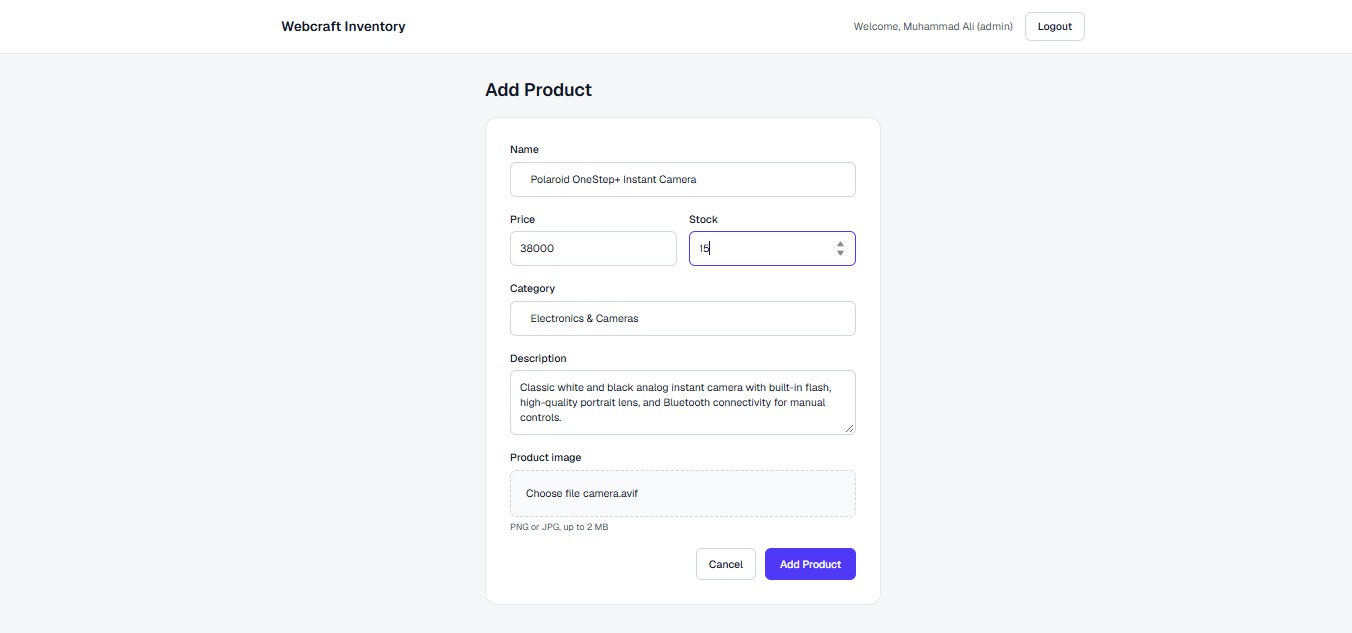 Webcraft Inventory
Welcome, Muhammad Ali (admin)
Logout
Add Product
Name
Polaroid OneStep+ Instant Camera
Price
Stock
38000
15
Category
Electronics & Cameras
Description
Classic white and black analog instant camera with built-in flash,
high-quality portrait lens, and Bluetooth connectivity for manual
controls.
Product image
Choose file camera.avif
PNG or JPG, up to 2 MB
Cancel
Add Product